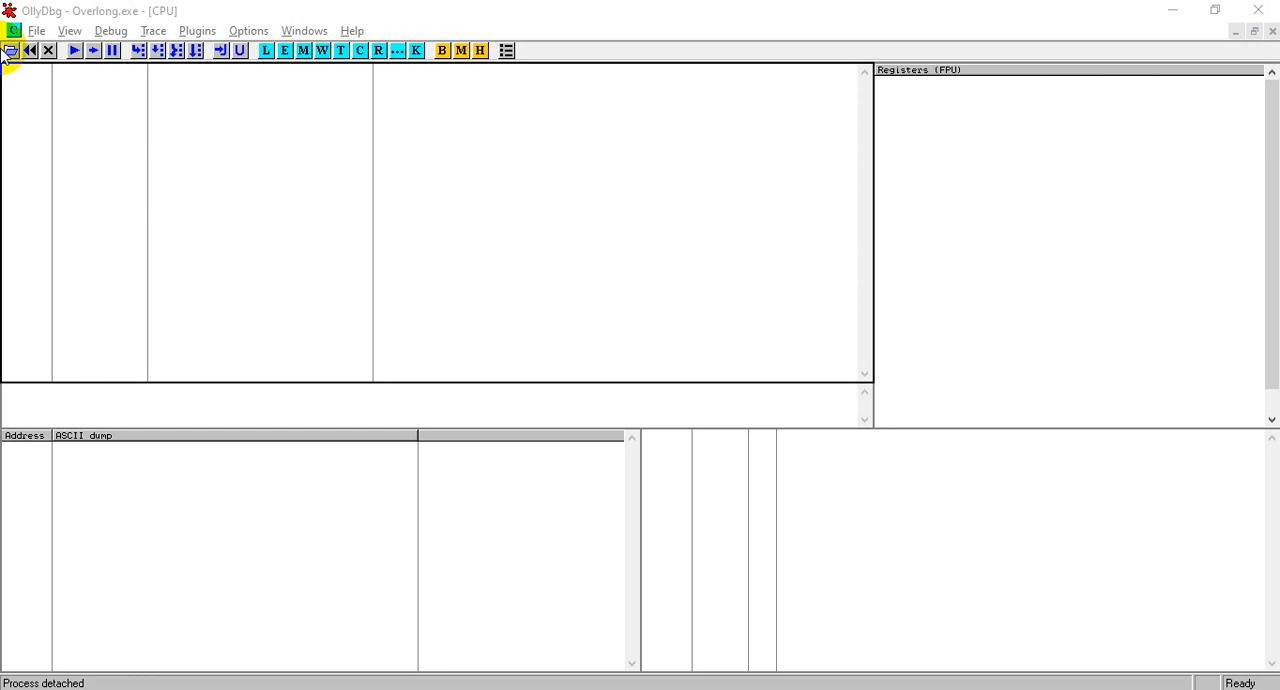 OllyDbg - Overlong.exe - [CPU]
C File View Debug Trace Plugins Options Windows Help
L E M W T C R ... K B M H
U
Registers (FPU)
Address ASCII dump
Process detached
Ready